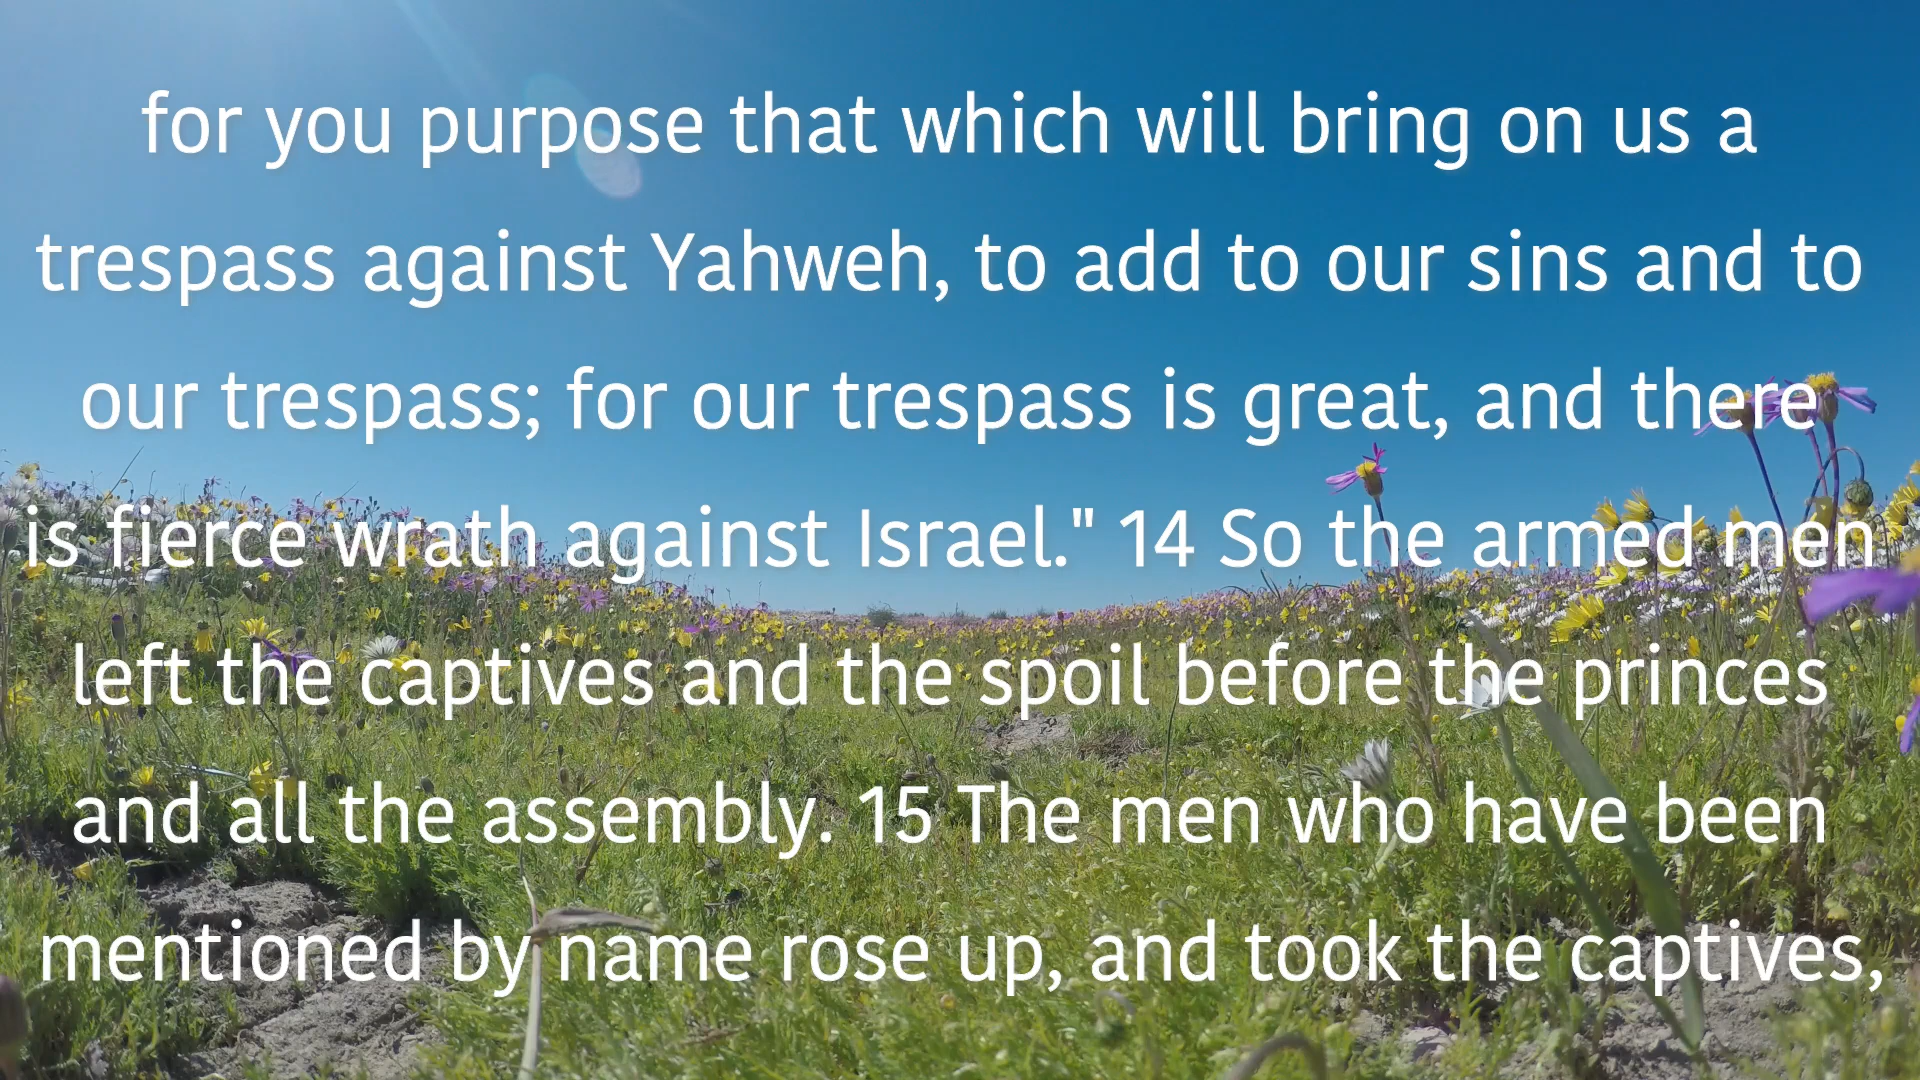 for you purpose that which will bring on us a
trespass against Yahweh, to add to our sins and to
our trespass; for our trespass is great, and there
is fierce wrath against Israel." 14 So the armed men
left the captives and the spoil before the princes
and all the assembly. 15 The men who have been
mentioned by name rose up, and took the captives,